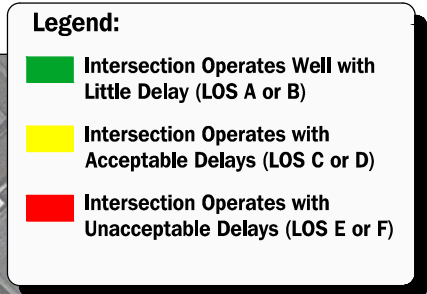 Legend:
Intersection Operates Well with
Little Delay (LOS A or B)
Intersection Operates with
Acceptable Delays (LOS C or D)
Intersection Operates with
Unacceptable Delays (LOS E or F)